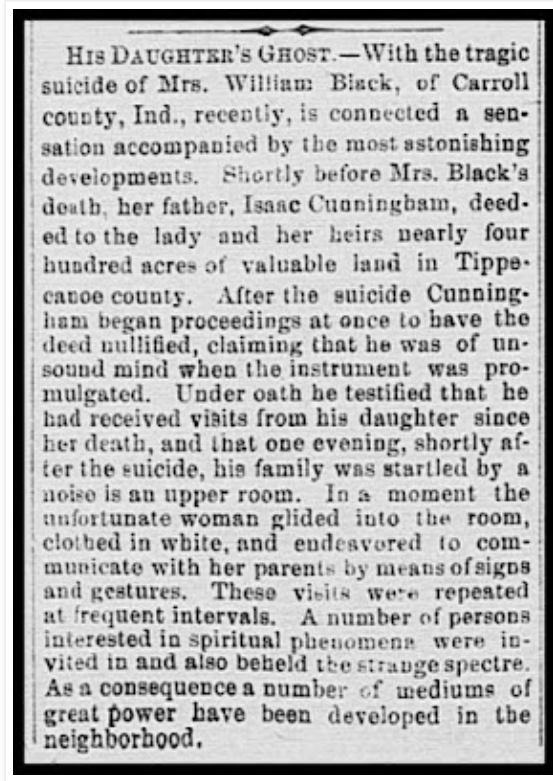 HIS DAUGHTER'S GHOST.—With the tragic
suicide of Mrs. William Black, of Carroll
county, Ind., recently, is connected a sen-
sation accompanied by the most astonishing
developments. Shortly before Mrs. Black's
death, her father, Isaac Cunningham, deed-
ed to the lady and her heirs nearly four
hundred acres of valuable land in Tippe-
canoe county. After the suicide Cunning-
ham began proceedings at once to have the
deed nullified, claiming that he was of un-
sound mind when the instrument was pro-
mulgated. Under oath he testified that he
had received visits from his daughter since
her death, and that one evening, shortly af-
ter the suicide, his family was startled by a
noise is an upper room. In a moment the
unfortunate woman glided into the room,
clothed in white, and endeavored to com-
municate with her parents by means of signs
and gestures. These visits were repeated
at frequent intervals. A number of persons
interested in spiritual phenomena were in-
vited in and also beheld the strange spectre.
As a consequence a number of mediums of
great power have been developed in the
neighborhood.